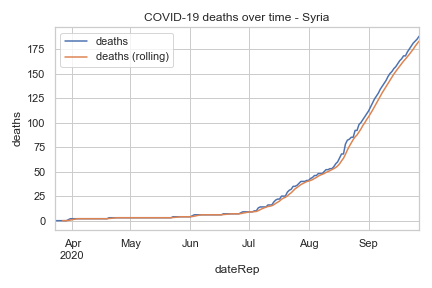 COVID-19 deaths over time - Syria
deaths
deaths (rolling)
175
150
125
100
75
50
25
0
deaths
Apr
2020
May
Jun
Jul
Aug
Sep
dateRep